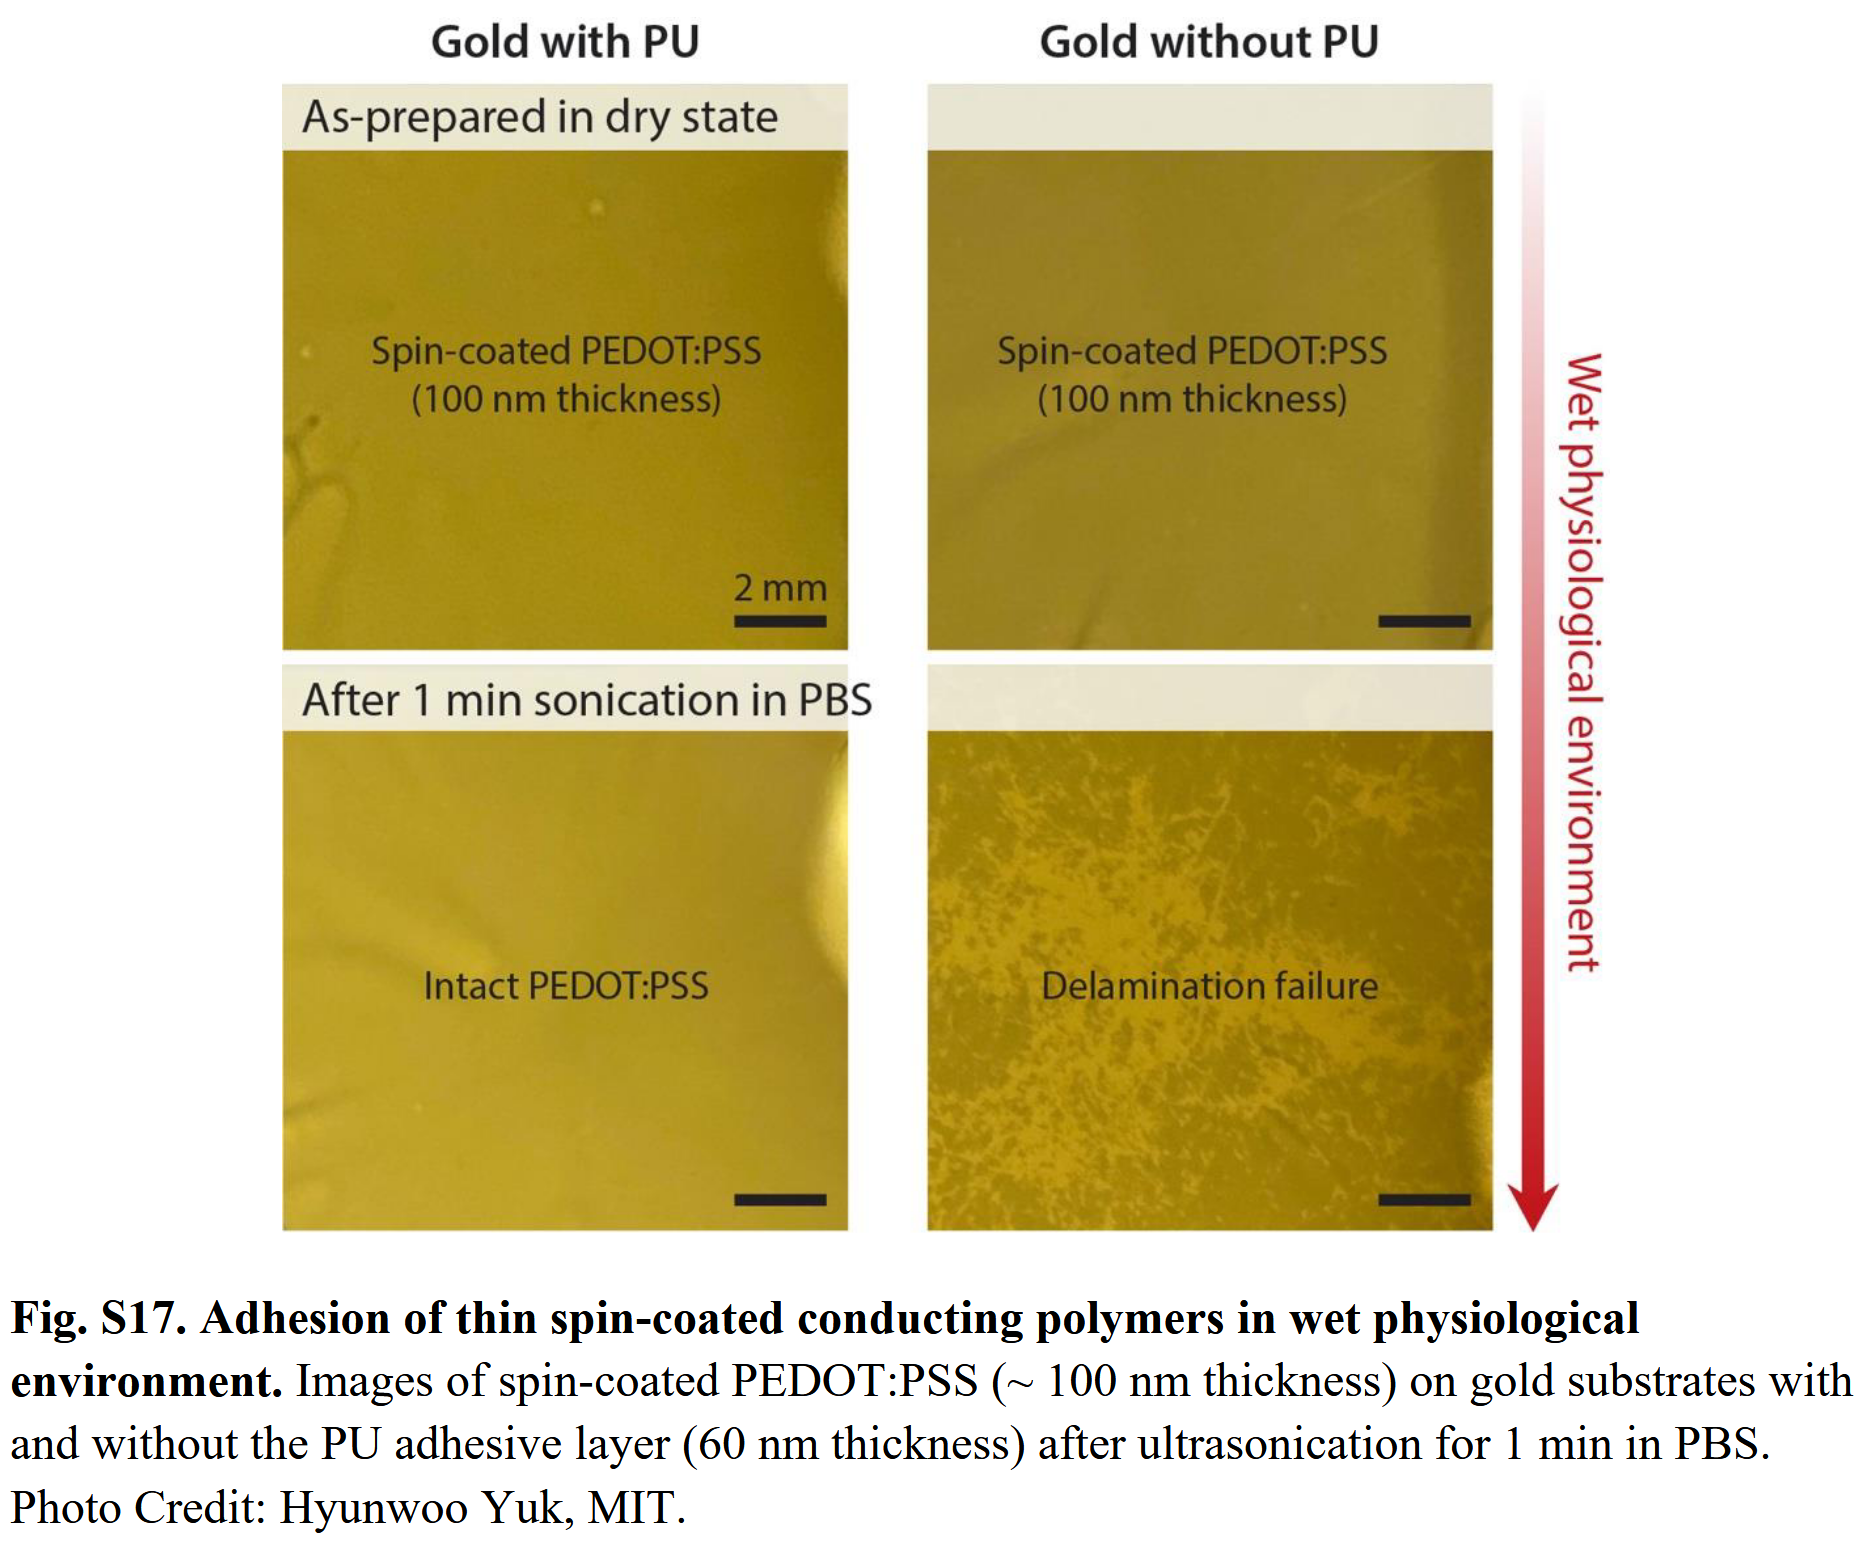 Gold with PU
Gold without PU
As-prepared in dry state
Spin-coated PEDOT:PSS
(100 nm thickness)
2 mm
Spin-coated PEDOT:PSS
(100 nm thickness)
After 1 min sonication in PBS
Intact PEDOT:PSS
Delamination failure
Wet physiological environment
Fig. S17. Adhesion of thin spin-coated conducting polymers in wet physiological
environment. Images of spin-coated PEDOT:PSS (~ 100 nm thickness) on gold substrates with
and without the PU adhesive layer (60 nm thickness) after ultrasonication for 1 min in PBS.
Photo Credit: Hyunwoo Yuk, MIT.